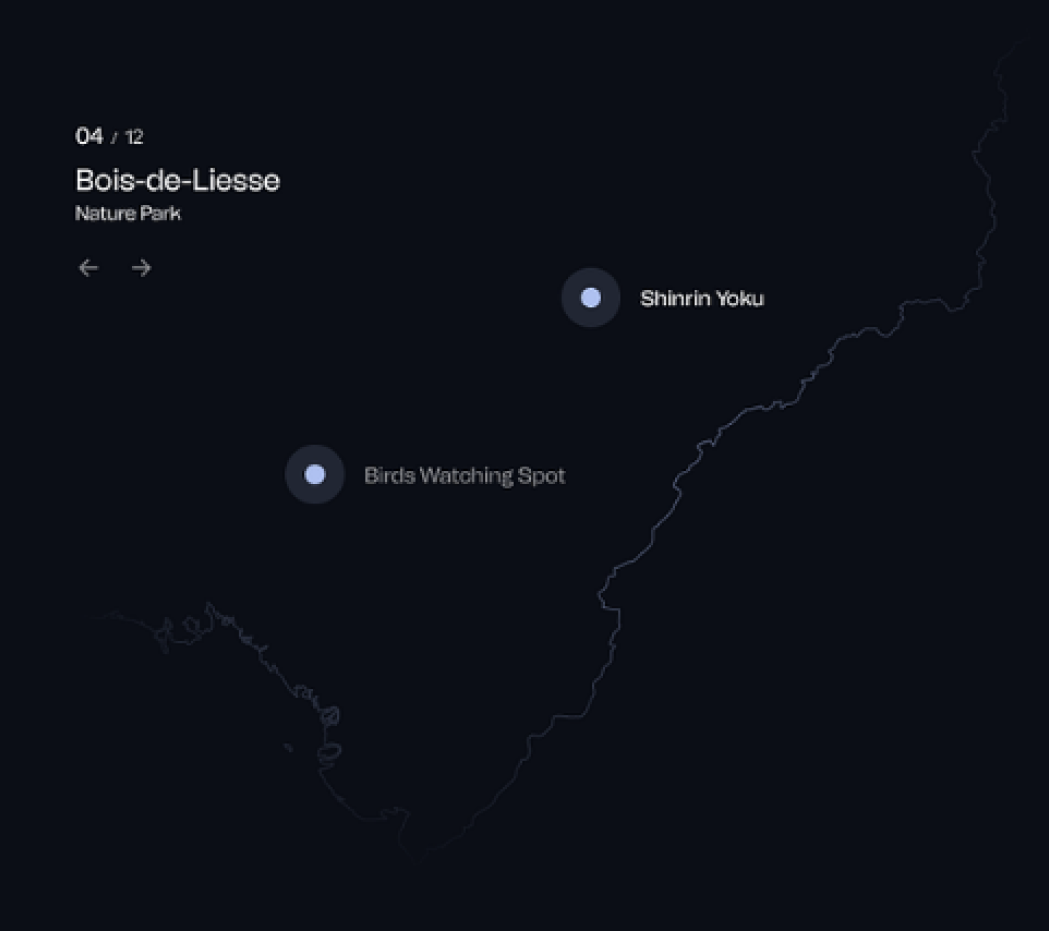 04 / 12
Bois-de-Liesse
Nature Park
Shinrin Yoku
Birds Watching Spot